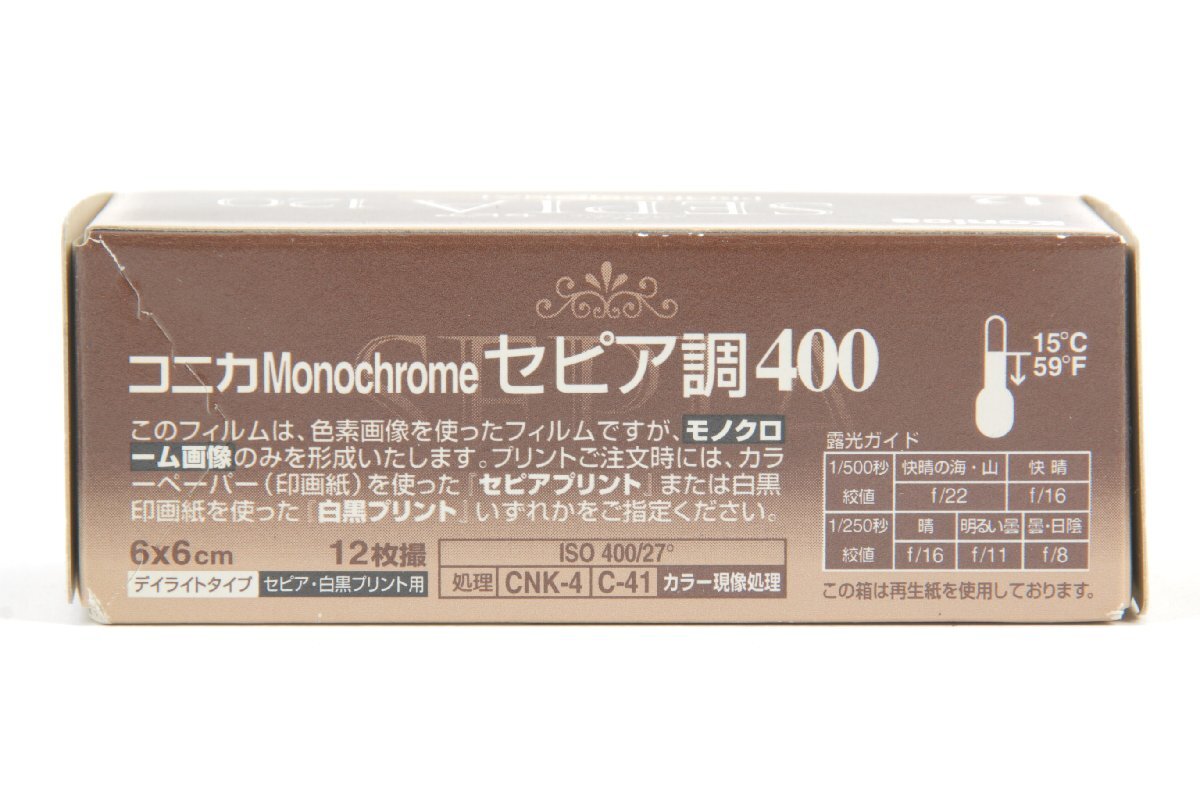 SEPIA
コニカMonochromeセピア調400
15°C
59°F
このフィルムは、色素画像を使ったフィルムですが、モノクロ
ーム画像のみを形成いたします。プリントご注文時には、カラ
ーペーパー(印画紙)を使った『セピアプリント』または白黒
印画紙を使った『白黒プリント』いずれかをご指定ください。
6x6cm 12枚撮
デイライトタイプ セピア・白黒プリント用
ISO 400/27°
処理 CNK-4 C-41 カラー現像処理
露光ガイド
1/500秒 快晴の海・山 快晴
絞値 f/22 f/16
1/250秒 晴 明るい曇 曇・日陰
絞値 f/16 f/11 f/8
この箱は再生紙を使用しております。